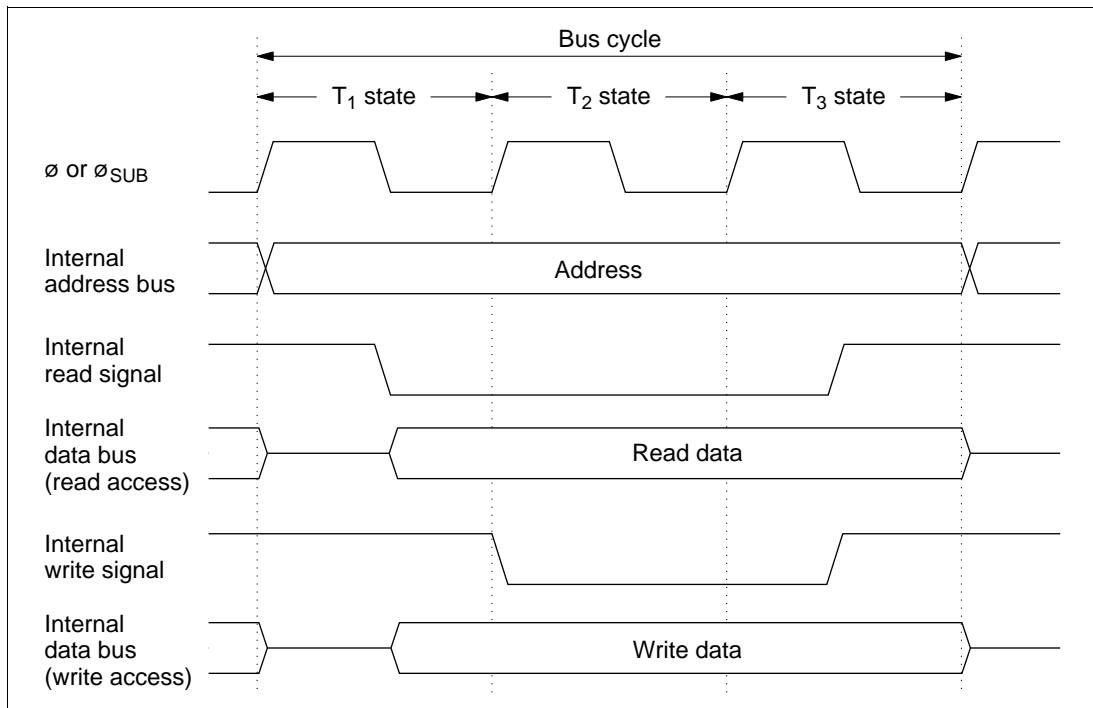 Bus cycle
T₁ state T₂ state T₃ state
ø or øSUB
Internal
address bus
Address
Internal
read signal
Internal
data bus
(read access)
Read data
Internal
write signal
Internal
data bus
(write access)
Write data